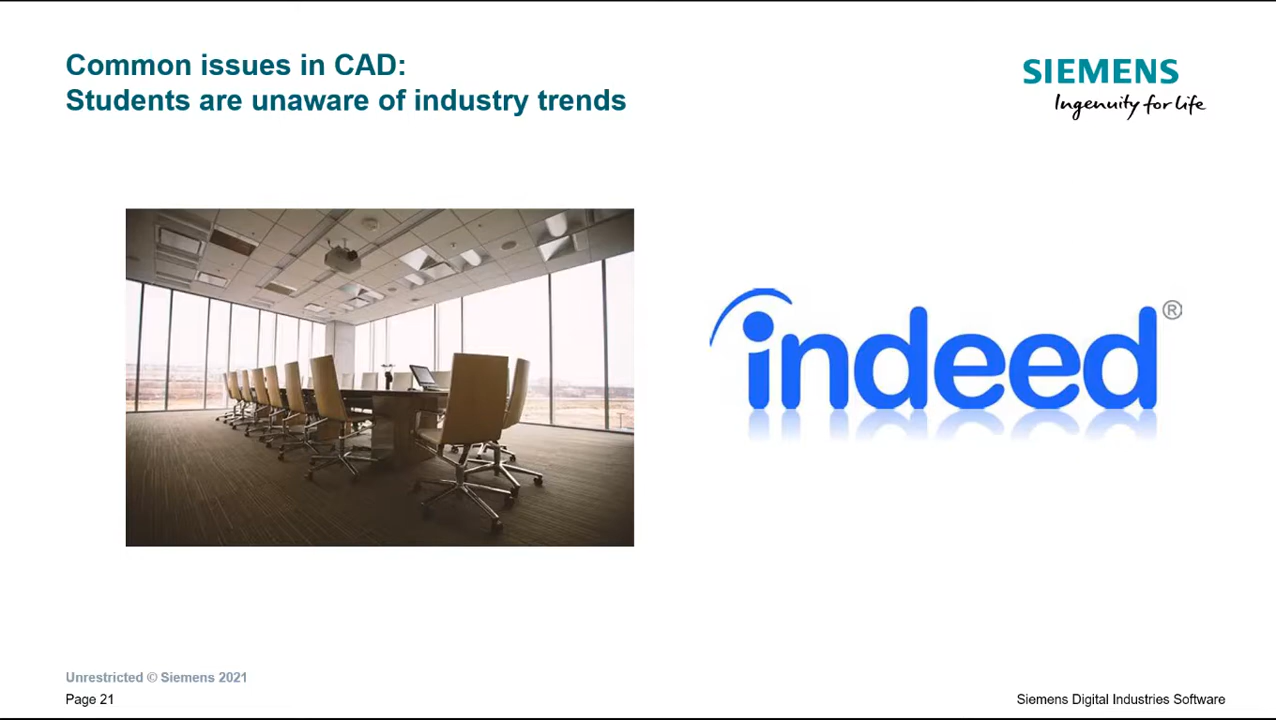 Common issues in CAD:
Students are unaware of industry trends
SIEMENS
Ingenuity for life
indeed®
Unrestricted © Siemens 2021
Page 21
Siemens Digital Industries Software